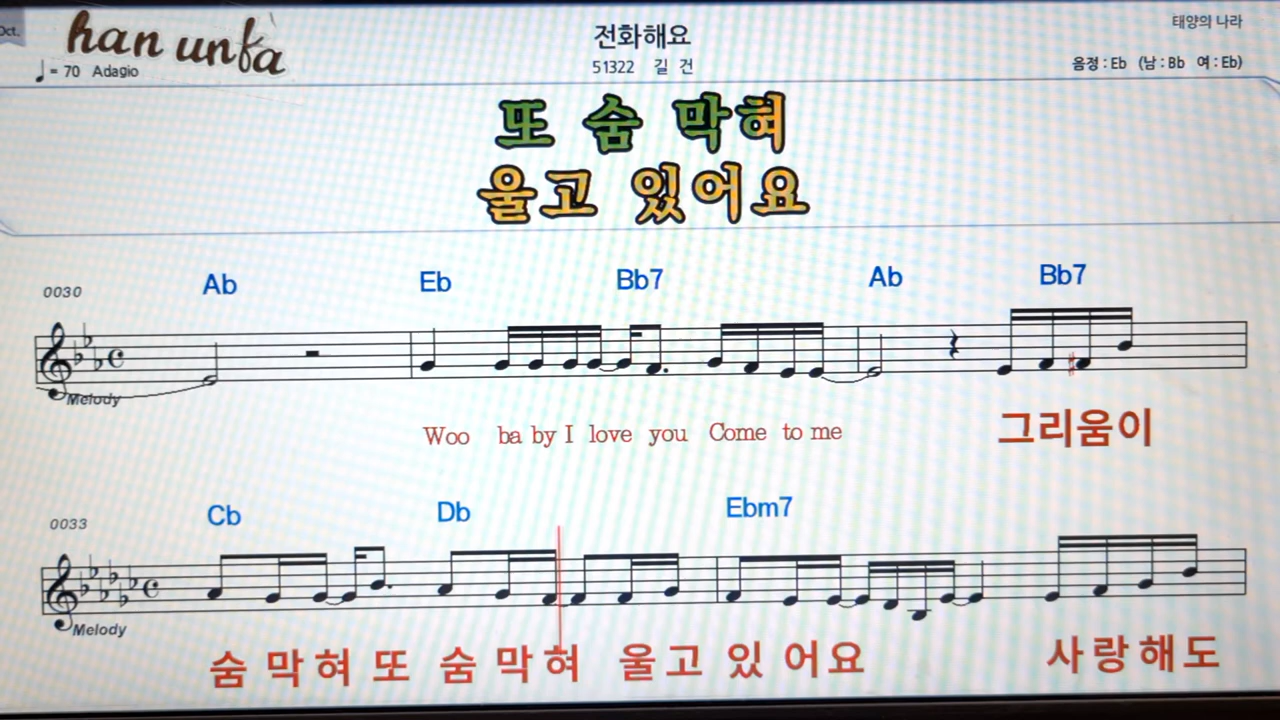 Oct.
han unfa
전화해요
태양의 나라
♩= 70 Adagio
51322 길 건
음정 : Eb (남 : Bb 여 : Eb)
또 숨 막혀
울고 있어요
0030
Ab Eb Bb7 Ab Bb7
Melody
Woo ba by I love you Come to me 그리움이
0033
Cb Db Ebm7
Melody
숨 막혀 또 숨 막혀 울고 있 어요 사랑해도